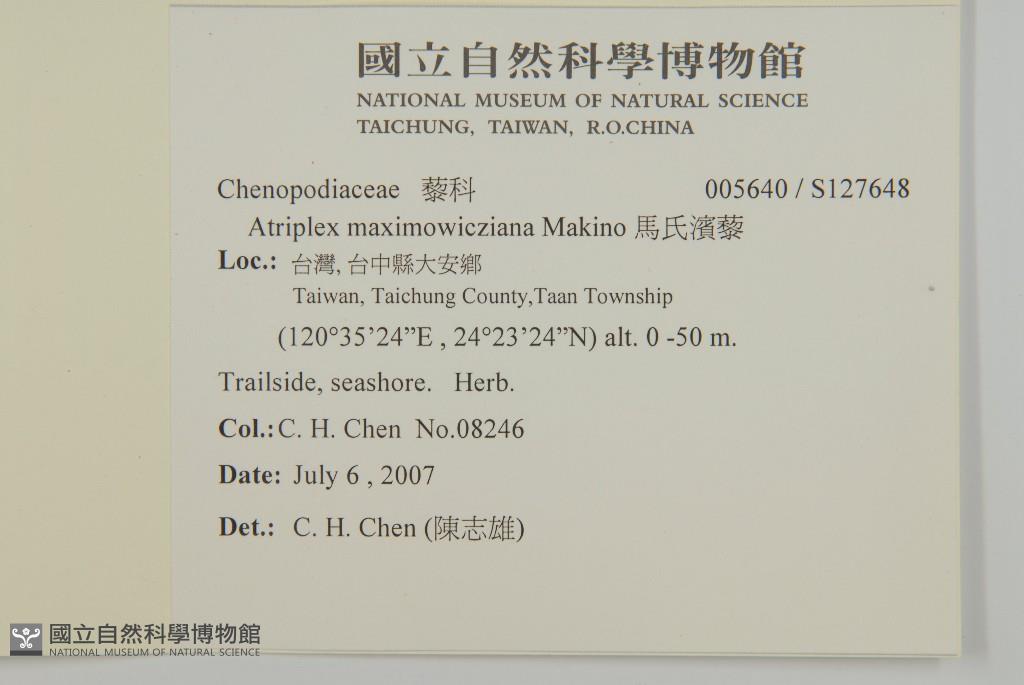 國立自然科學博物館
NATIONAL MUSEUM OF NATURAL SCIENCE
TAICHUNG, TAIWAN, R.O.CHINA
Chenopodiaceae 藜科 005640 / S127648
Atriplex maximowicziana Makino 馬氏濱藜
Loc.: 台灣, 台中縣大安鄉
Taiwan, Taichung County,Taan Township
(120°35’24”E , 24°23’24”N) alt. 0 -50 m.
Trailside, seashore. Herb.
Col.: C. H. Chen No.08246
Date: July 6 , 2007
Det.: C. H. Chen (陳志雄)
國立自然科學博物館
NATIONAL MUSEUM OF NATURAL SCIENCE